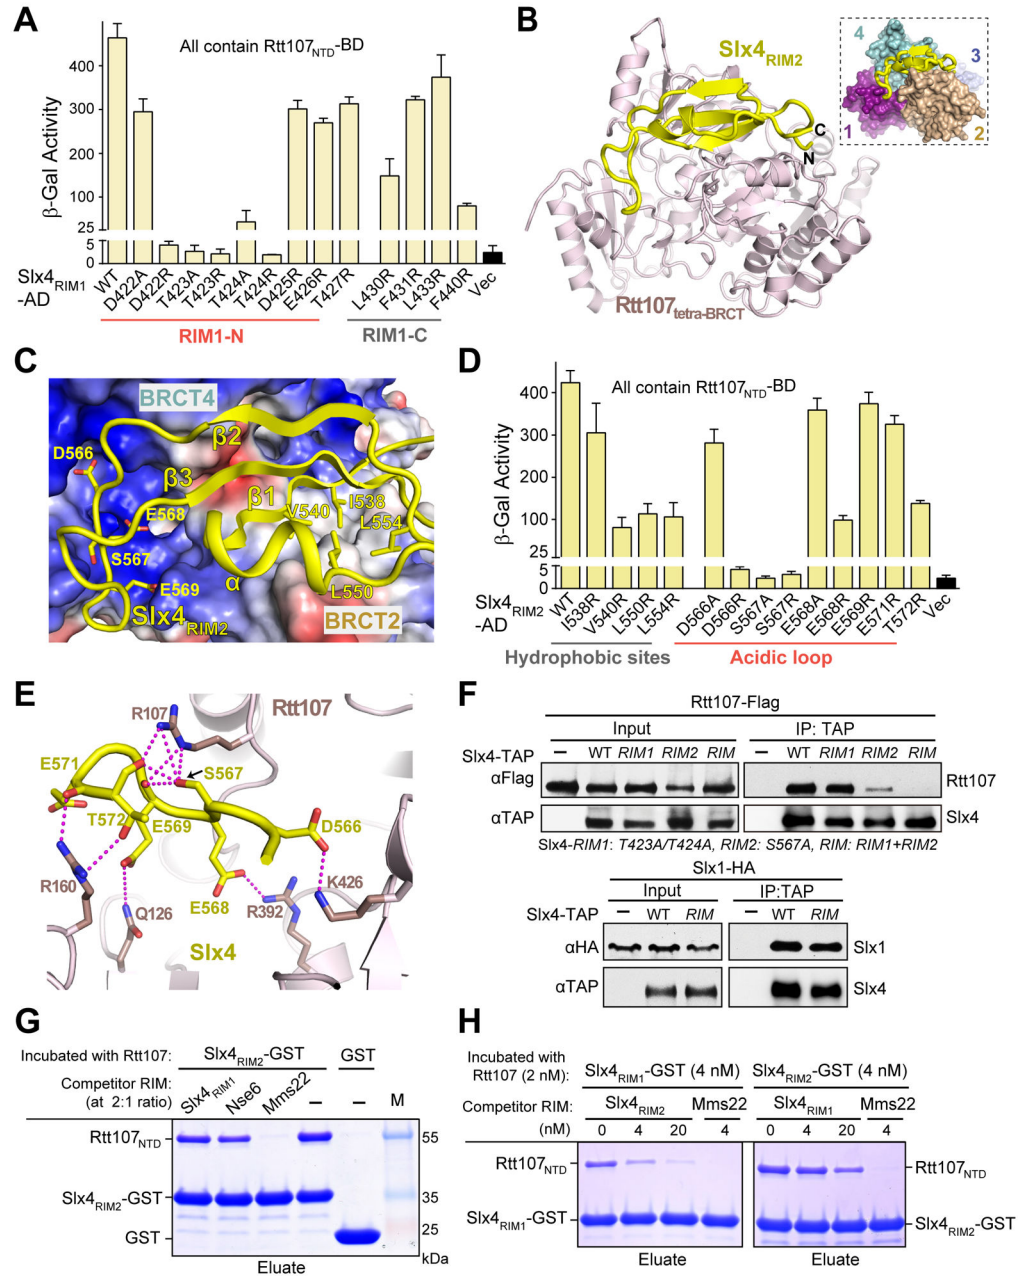 A
All contain Rtt107NTD-BD
β-Gal Activity
400
300
200
100
25
5
0
Slx4RIM1
-AD
WT
D422A
D422R
T423A
T423R
T424A
T424R
D425R
E426R
T427R
L430R
F431R
L433R
F440R
Vec
RIM1-N
RIM1-C
B
Slx4RIM2
C
N
Rtt107tetra-BRCT
4
3
1
2
C
BRCT4
β2
D566
β3
β1
E568
V540
I538
L554
S567
E569
α
L550
Slx4RIM2
BRCT2
D
All contain Rtt107NTD-BD
β-Gal Activity
400
300
200
100
25
5
0
Slx4RIM2
-AD
WT
I538R
V540R
L550R
L554R
D566A
D566R
S567A
S567R
E568A
E568R
E569R
E571R
T572R
Vec
Hydrophobic sites
Acidic loop
E
R107
Rtt107
E571
S567
T572
E569
D566
R160
Q126
E568
R392
K426
Slx4
F
Rtt107-Flag
Input
IP: TAP
Slx4-TAP – WT RIM1 RIM2 RIM – WT RIM1 RIM2 RIM
αFlag
Rtt107
αTAP
Slx4
Slx4-RIM1: T423A/T424A, RIM2: S567A, RIM: RIM1+RIM2
Slx1-HA
Input
IP:TAP
Slx4-TAP – WT RIM – WT RIM
αHA
Slx1
αTAP
Slx4
G
Incubated with Rtt107: Slx4RIM2-GST GST
Competitor RIM:
(at 2:1 ratio)
Slx4RIM1
Nse6
Mms22
–
–
M
Rtt107NTD
55
Slx4RIM2-GST
35
GST
25
kDa
Eluate
H
Incubated with
Rtt107 (2 nM):
Slx4RIM1-GST (4 nM)
Slx4RIM2-GST (4 nM)
Competitor RIM: Slx4RIM2 Mms22 Slx4RIM1 Mms22
(nM) 0 4 20 4 0 4 20 4
Rtt107NTD
Rtt107NTD
Slx4RIM1-GST
Slx4RIM2-GST
Eluate
Eluate